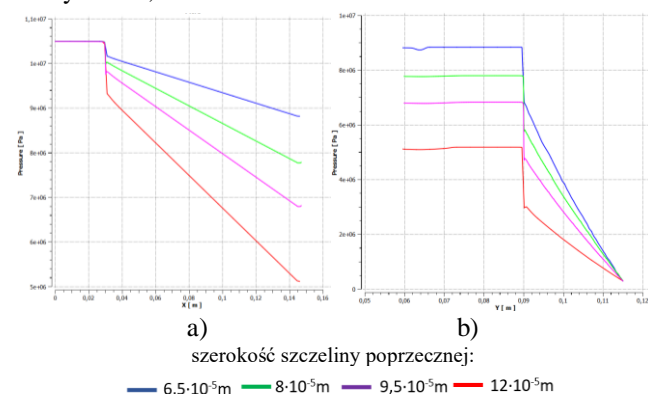 1,1e+07
1e+07
9e+06
8e+06
7e+06
6e+06
5e+06
Pressure [ Pa ]
0 0,02 0,04 0,06 0,08 0,1 0,12 0,14 0,16
X [ m ]
1e+07
8e+06
6e+06
4e+06
2e+06
0
Pressure [ Pa ]
0,05 0,06 0,07 0,08 0,09 0,1 0,11 0,12
Y [ m ]
a) b)
szerokość szczeliny poprzecznej:
6,5·10⁻⁵m 8·10⁻⁵m 9,5·10⁻⁵m 12·10⁻⁵m